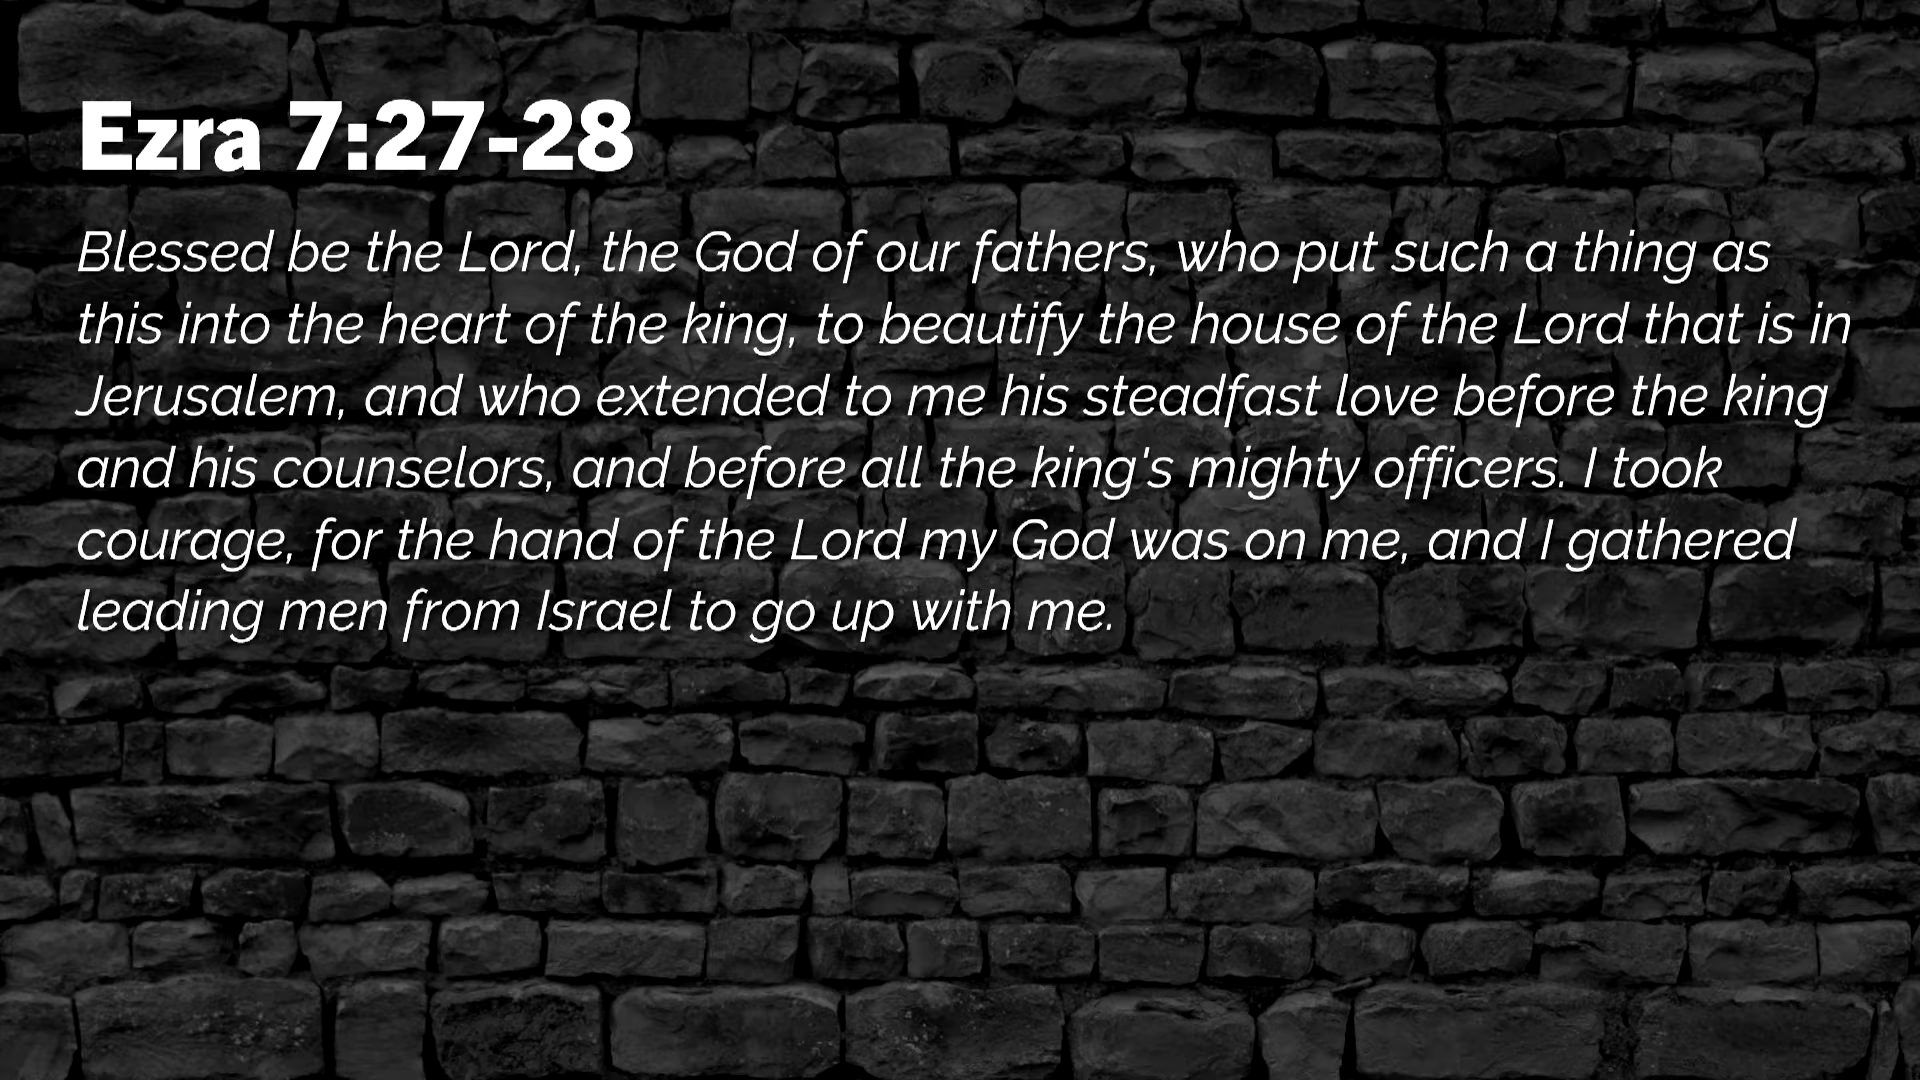 Ezra 7:27-28
Blessed be the Lord, the God of our fathers, who put such a thing as
this into the heart of the king, to beautify the house of the Lord that is in
Jerusalem, and who extended to me his steadfast love before the king
and his counselors, and before all the king's mighty officers. I took
courage, for the hand of the Lord my God was on me, and I gathered
leading men from Israel to go up with me.